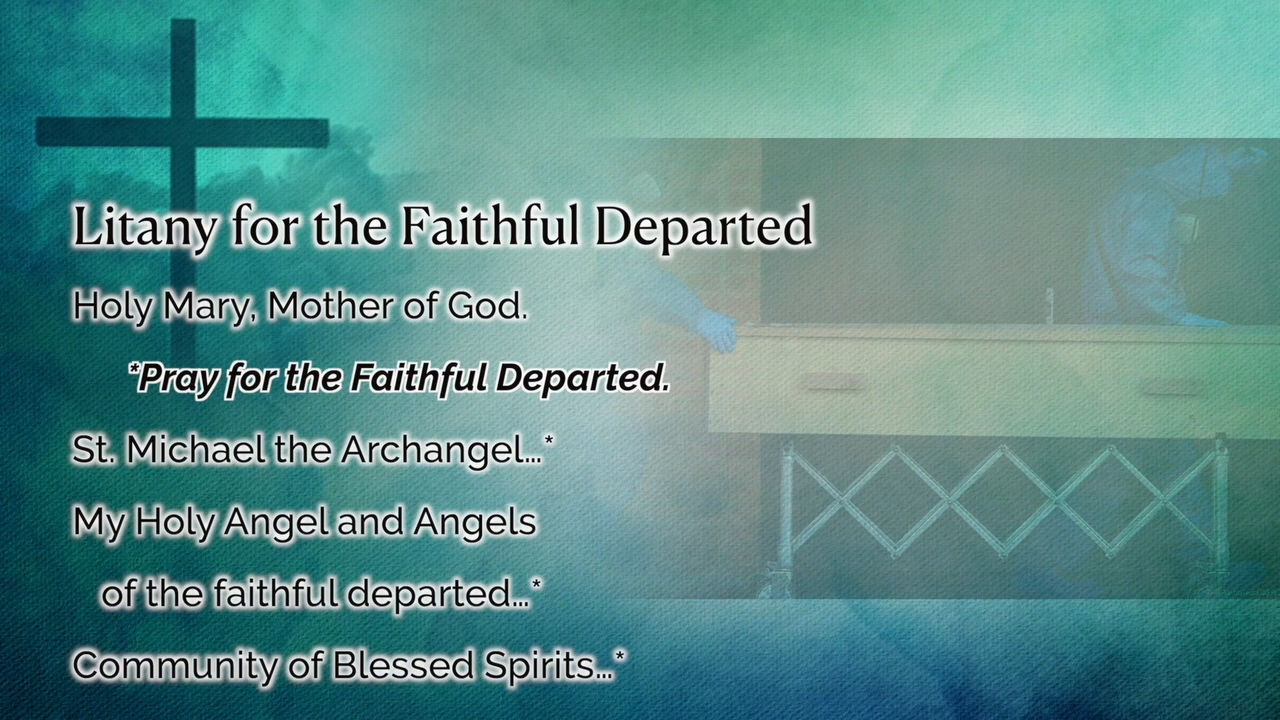 Litany for the Faithful Departed
Holy Mary, Mother of God.
*Pray for the Faithful Departed.
St. Michael the Archangel...*
My Holy Angel and Angels
of the faithful departed...*
Community of Blessed Spirits...*